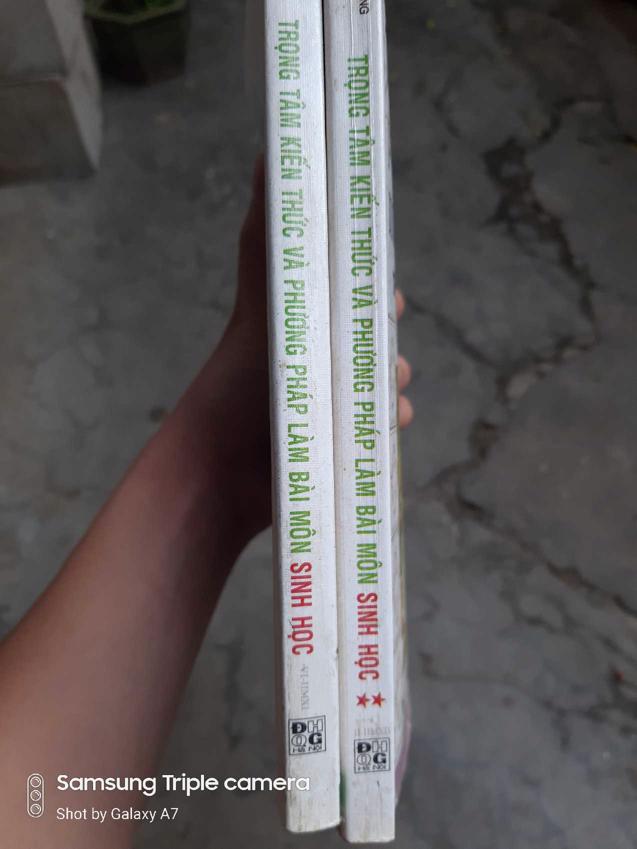 TRỌNG TÂM KIẾN THỨC VÀ PHƯƠNG PHÁP LÀM BÀI MÔN SINH HỌC
ĐHQG HÀ NỘI
NG
TRỌNG TÂM KIẾN THỨC VÀ PHƯƠNG PHÁP LÀM BÀI MÔN SINH HỌC
ĐHQG HÀ NỘI
Samsung Triple camera
Shot by Galaxy A7